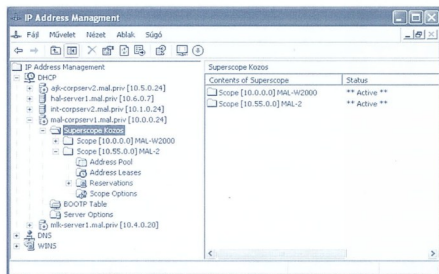 IP Address Managment
Fájl Művelet Nézet Ablak Súgó
IP Address Management
DHCP
ajk-corpserv2.mal.priv [10.5.0.24]
hal-server1.mal.priv [10.6.0.7]
int-corpserv2.mal.priv [10.1.0.24]
mal-corpserv1.mal.priv [10.0.0.24]
Superscope Kozos
Scope [10.0.0.0] MAL-W2000
Scope [10.55.0.0] MAL-2
Address Pool
Address Leases
Reservations
Scope Options
BOOTP Table
Server Options
mlk-server1.mal.priv [10.4.0.20]
DNS
WINS
Superscope Kozos
Contents of Superscope Status
Scope [10.0.0.0] MAL-W2000 ** Active **
Scope [10.55.0.0] MAL-2 ** Active **